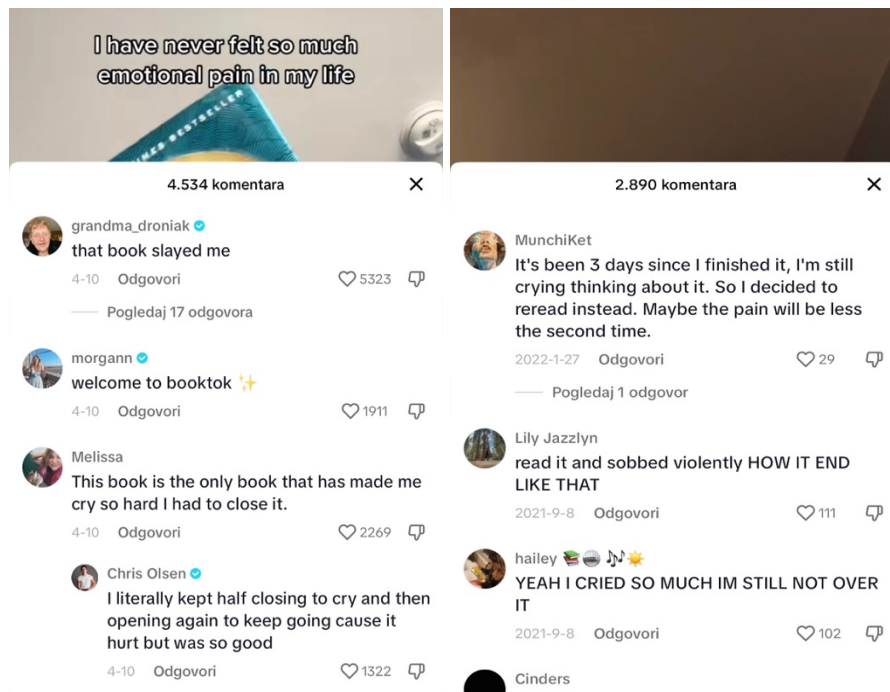 I have never felt so much
emotional pain in my life
TIMES BESTSELLER
4.534 komentara
grandma_droniak
that book slayed me
4-10 Odgovori 5323
Pogledaj 17 odgovora
morgann
welcome to booktok ✨
4-10 Odgovori 1911
Melissa
This book is the only book that has made me
cry so hard I had to close it.
4-10 Odgovori 2269
Chris Olsen
I literally kept half closing to cry and then
opening again to keep going cause it
hurt but was so good
4-10 Odgovori 1322
2.890 komentara
MunchiKet
It's been 3 days since I finished it, I'm still
crying thinking about it. So I decided to
reread instead. Maybe the pain will be less
the second time.
2022-1-27 Odgovori 29
Pogledaj 1 odgovor
Lily Jazzlyn
read it and sobbed violently HOW IT END
LIKE THAT
2021-9-8 Odgovori 111
hailey 📚🪩🎶☀️
YEAH I CRIED SO MUCH IM STILL NOT OVER
IT
2021-9-8 Odgovori 102
Cinders